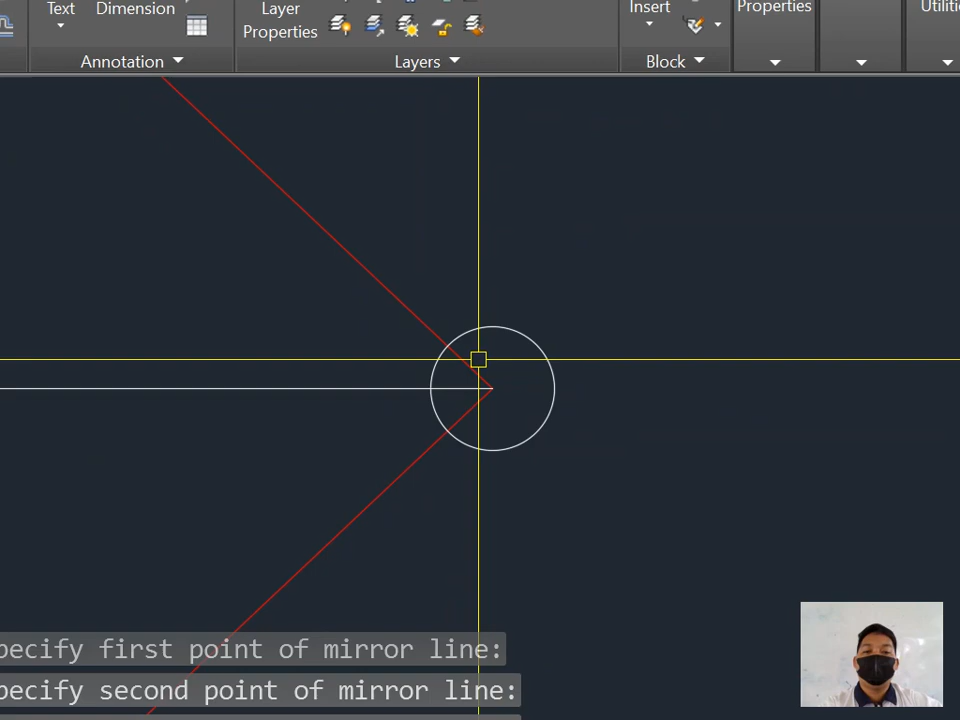 Text
Dimension
Layer
Properties
Insert
Properties
Annotation
Layers
Block
pecify first point of mirror line:
pecify second point of mirror line: